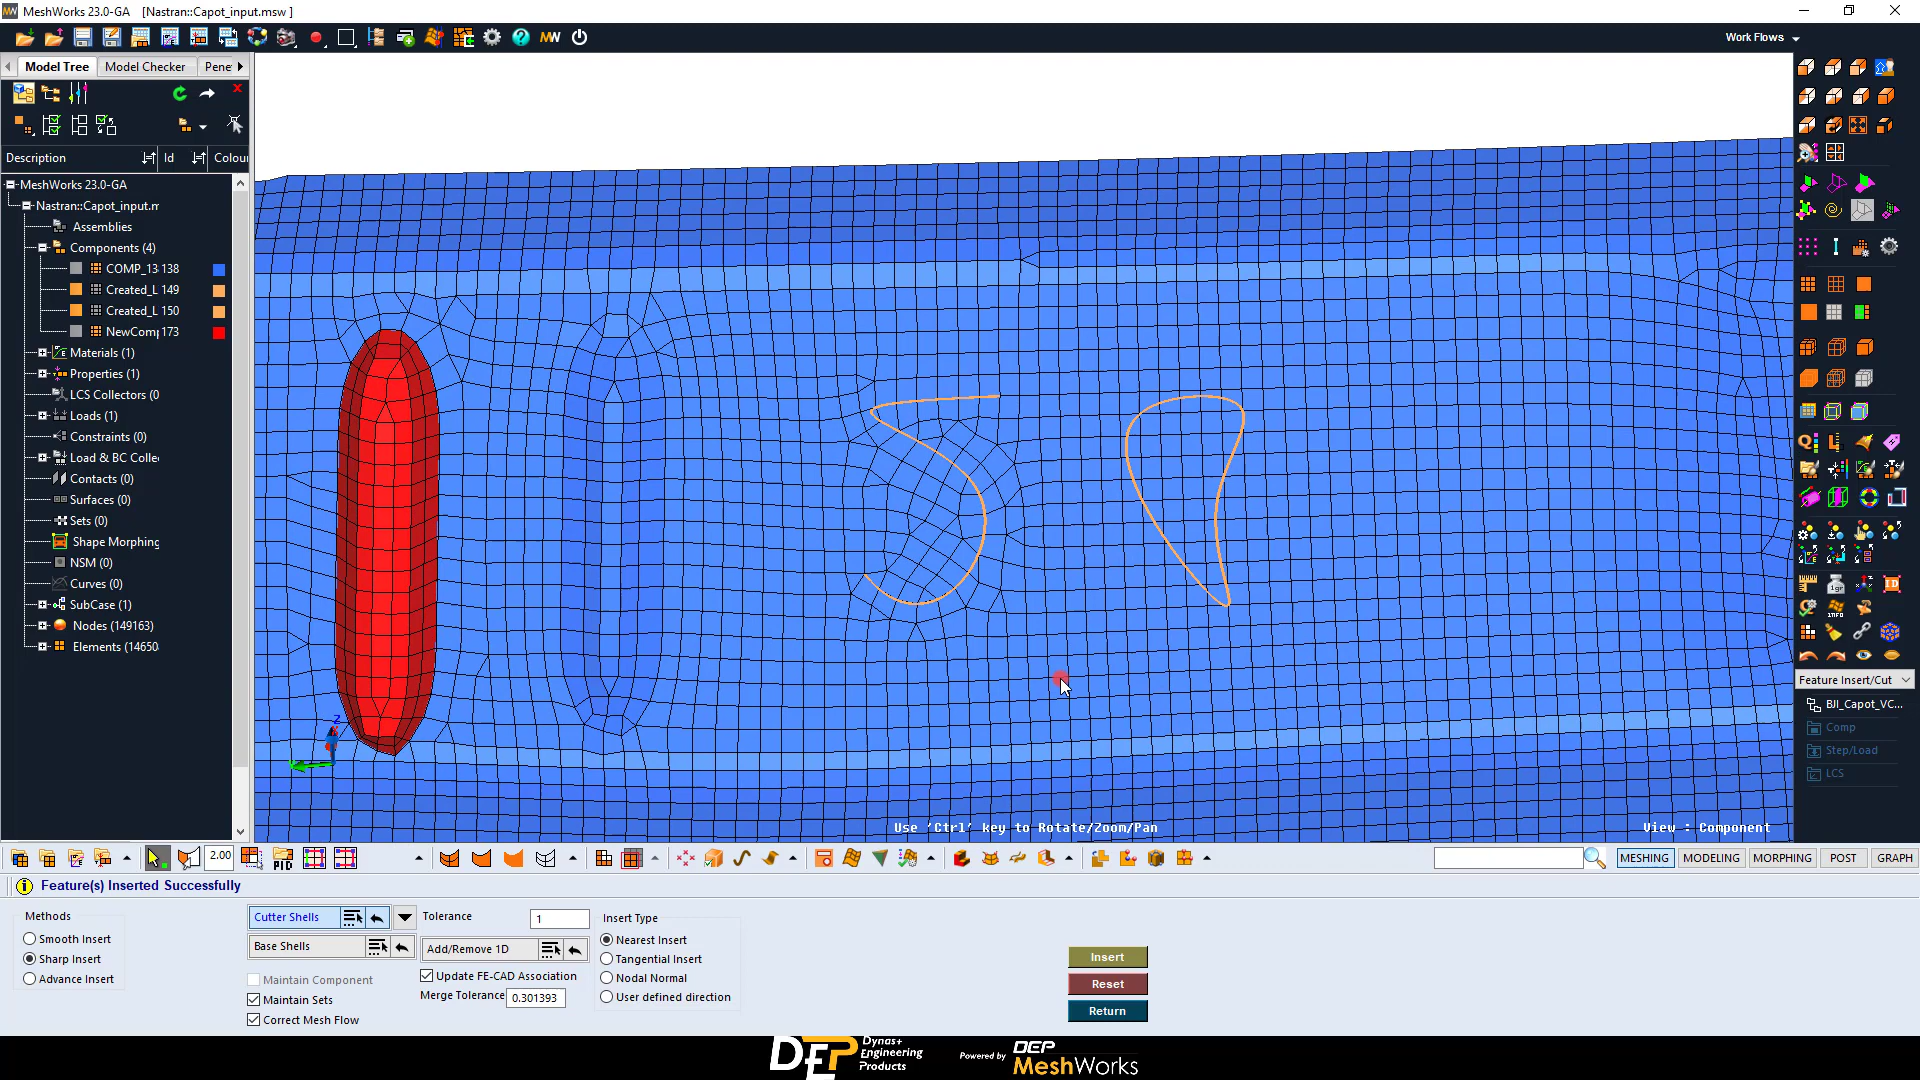 MeshWorks 23.0-GA    [Nastran::Capot_input.msw ]
Work Flows
Model Tree
Model Checker
Pene
Description
Id
Colou
MeshWorks 23.0-GA
Nastran::Capot_input.m
Assemblies
Components (4)
COMP_13 138
Created_L 149
Created_L 150
NewComp 173
Materials (1)
Properties (1)
LCS Collectors (0
Loads (1)
Constraints (0)
Load & BC Colle
Contacts (0)
Surfaces (0)
Sets (0)
Shape Morphing
NSM (0)
Curves (0)
SubCase (1)
Nodes (149163)
Elements (14650
Z
Use 'Ctrl' key to Rotate/Zoom/Pan
View : Component
Feature Insert/Cut
BJI_Capot_VC...
Comp
Step/Load
LCS
2.00
PID
MESHING
MODELING
MORPHING
POST
GRAPH
Feature(s) Inserted Successfully
Methods
Smooth Insert
Sharp Insert
Advance Insert
Cutter Shells
Base Shells
Maintain Component
Maintain Sets
Correct Mesh Flow
Tolerance
1
Add/Remove 1D
Update FE-CAD Association
Merge Tolerance
0.301393
Insert Type
Nearest Insert
Tangential Insert
Nodal Normal
User defined direction
Insert
Reset
Return
DEP
Dynas+
Engineering
Products
Powered by
DEP
MeshWorks